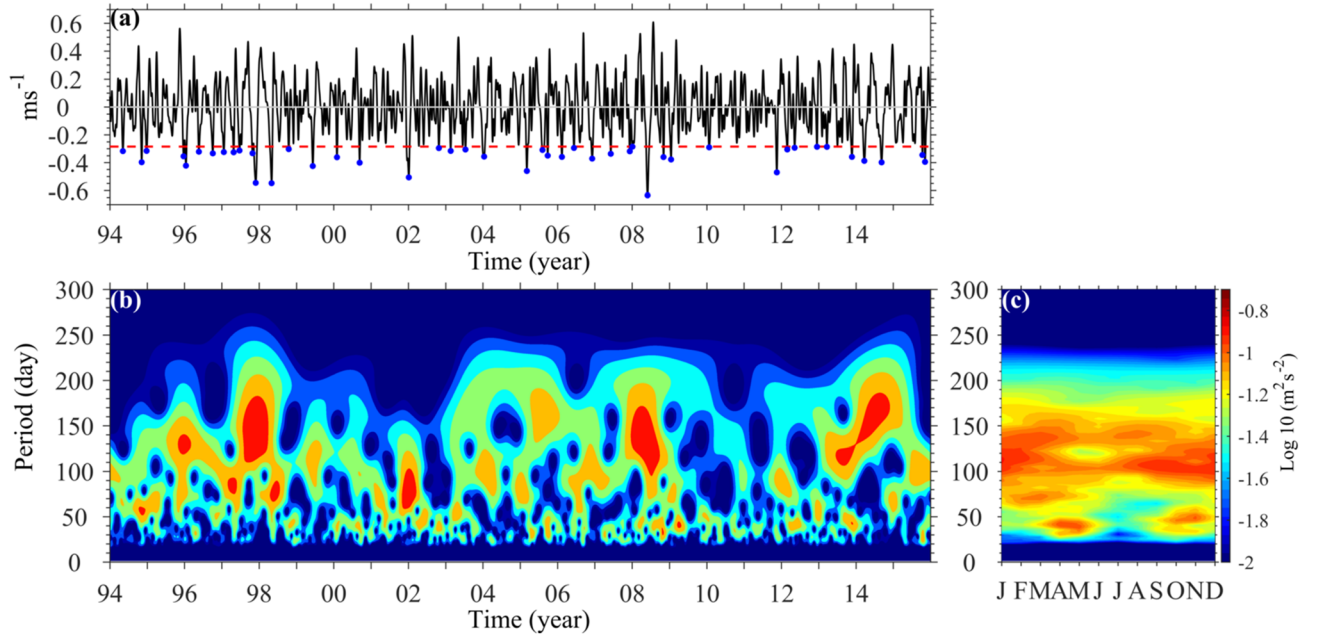 (a)
0.6
0.4
0.2
0
-0.2
-0.4
-0.6
ms⁻¹
94 96 98 00 02 04 06 08 10 12 14
Time (year)
(b)
300
250
200
150
100
50
0
Period (day)
94 96 98 00 02 04 06 08 10 12 14
Time (year)
(c)
300
250
200
150
100
50
0
J FMAMJ JASOND
-0.8
-1
-1.2
-1.4
-1.6
-1.8
-2
Log 10 (m² s⁻²)